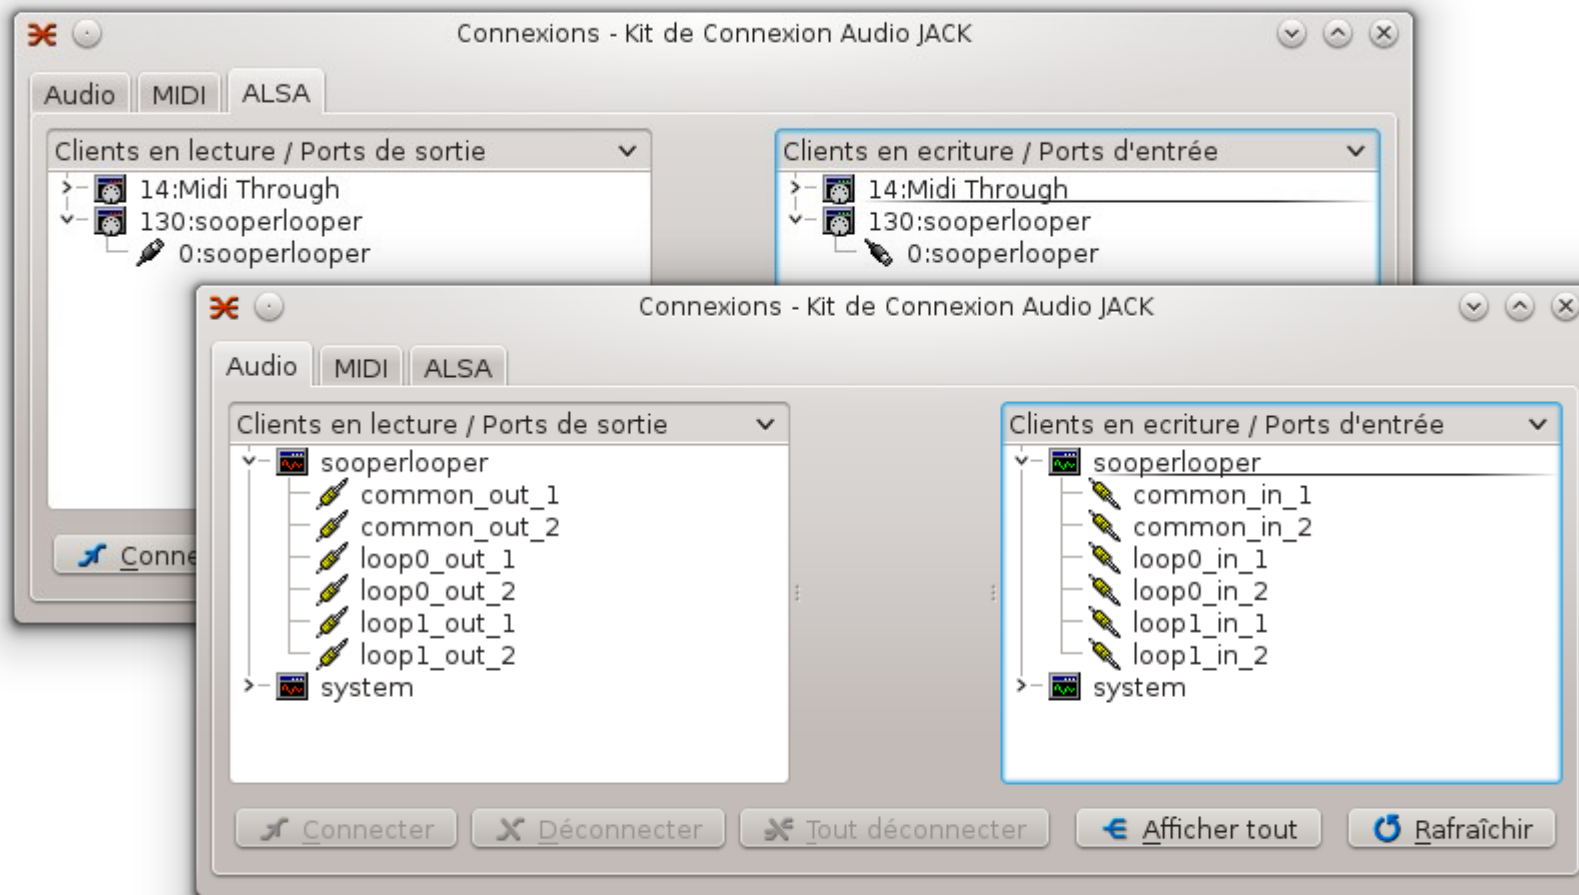 Connexions - Kit de Connexion Audio JACK
Audio MIDI ALSA
Clients en lecture / Ports de sortie
14:Midi Through
130:sooperlooper
0:sooperlooper
Clients en ecriture / Ports d'entrée
14:Midi Through
130:sooperlooper
0:sooperlooper
Conne
Connexions - Kit de Connexion Audio JACK
Audio MIDI ALSA
Clients en lecture / Ports de sortie
sooperlooper
common_out_1
common_out_2
loop0_out_1
loop0_out_2
loop1_out_1
loop1_out_2
system
Clients en ecriture / Ports d'entrée
sooperlooper
common_in_1
common_in_2
loop0_in_1
loop0_in_2
loop1_in_1
loop1_in_2
system
Connecter Déconnecter Tout déconnecter Afficher tout Rafraîchir